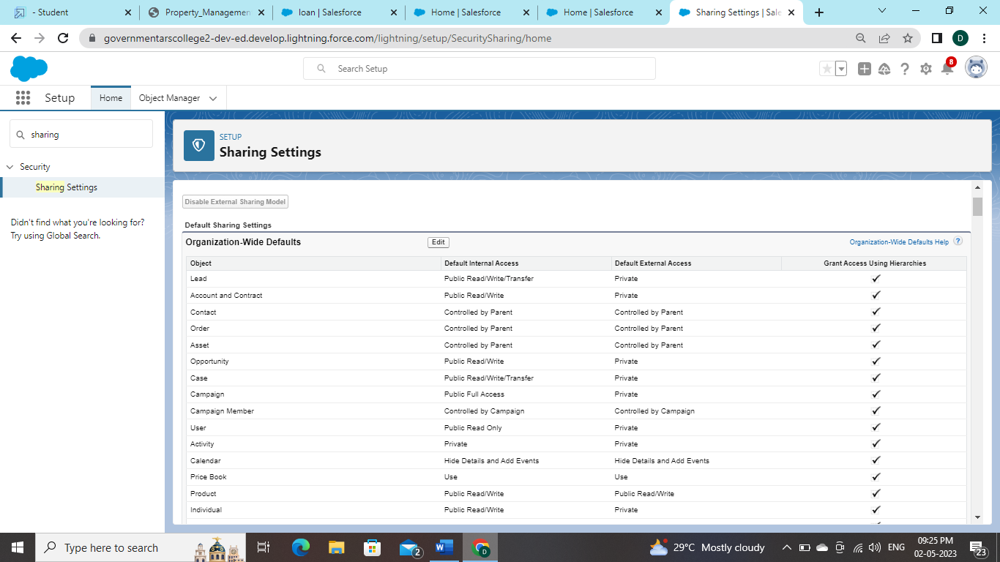 - Student
Property_Managemen
loan | Salesforce
Home | Salesforce
Home | Salesforce
Sharing Settings | Sale
governmentarscollege2-dev-ed.develop.lightning.force.com/lightning/setup/SecuritySharing/home
D
Search Setup
8
Setup
Home
Object Manager
sharing
Security
Sharing Settings
Didn't find what you're looking for?
Try using Global Search.
SETUP
Sharing Settings
Disable External Sharing Model
Default Sharing Settings
Organization-Wide Defaults Edit Organization-Wide Defaults Help ?
Object Default Internal Access Default External Access Grant Access Using Hierarchies
Lead Public Read/Write/Transfer Private ✓
Account and Contract Public Read/Write Private ✓
Contact Controlled by Parent Controlled by Parent ✓
Order Controlled by Parent Controlled by Parent ✓
Asset Controlled by Parent Controlled by Parent ✓
Opportunity Public Read/Write Private ✓
Case Public Read/Write/Transfer Private ✓
Campaign Public Full Access Private ✓
Campaign Member Controlled by Campaign Controlled by Campaign ✓
User Public Read Only Private ✓
Activity Private Private ✓
Calendar Hide Details and Add Events Hide Details and Add Events ✓
Price Book Use Use ✓
Product Public Read/Write Public Read/Write ✓
Individual Public Read/Write Private ✓
Type here to search
2
W
D
29°C Mostly cloudy
ENG
09:25 PM
02-05-2023
23